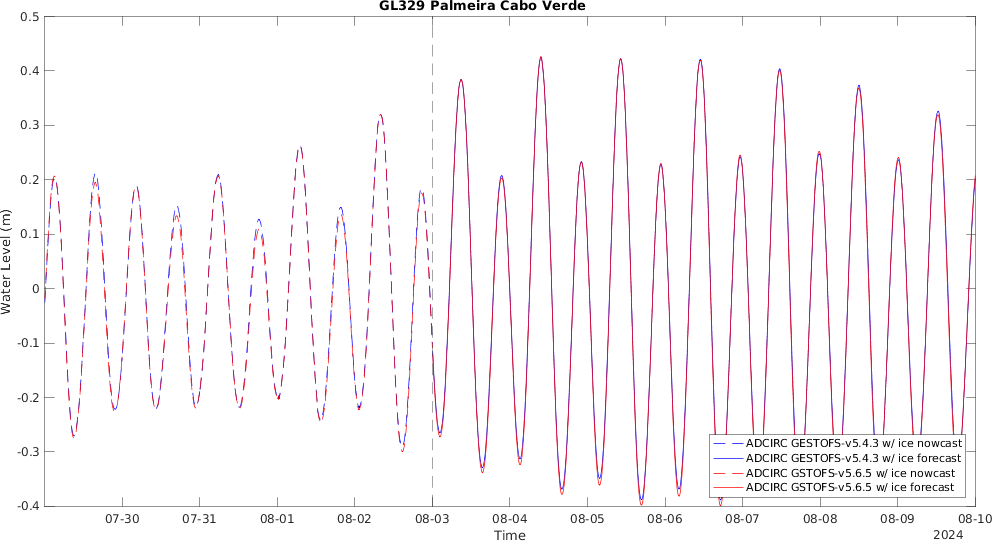 GL329 Palmeira Cabo Verde
0.5
0.4
0.3
0.2
0.1
0
-0.1
-0.2
-0.3
-0.4
Water Level (m)
ADCIRC GESTOFS-v5.4.3 w/ ice nowcast
ADCIRC GESTOFS-v5.4.3 w/ ice forecast
ADCIRC GSTOFS-v5.6.5 w/ ice nowcast
ADCIRC GSTOFS-v5.6.5 w/ ice forecast
07-30 07-31 08-01 08-02 08-03 08-04 08-05 08-06 08-07 08-08 08-09 08-10
Time 2024